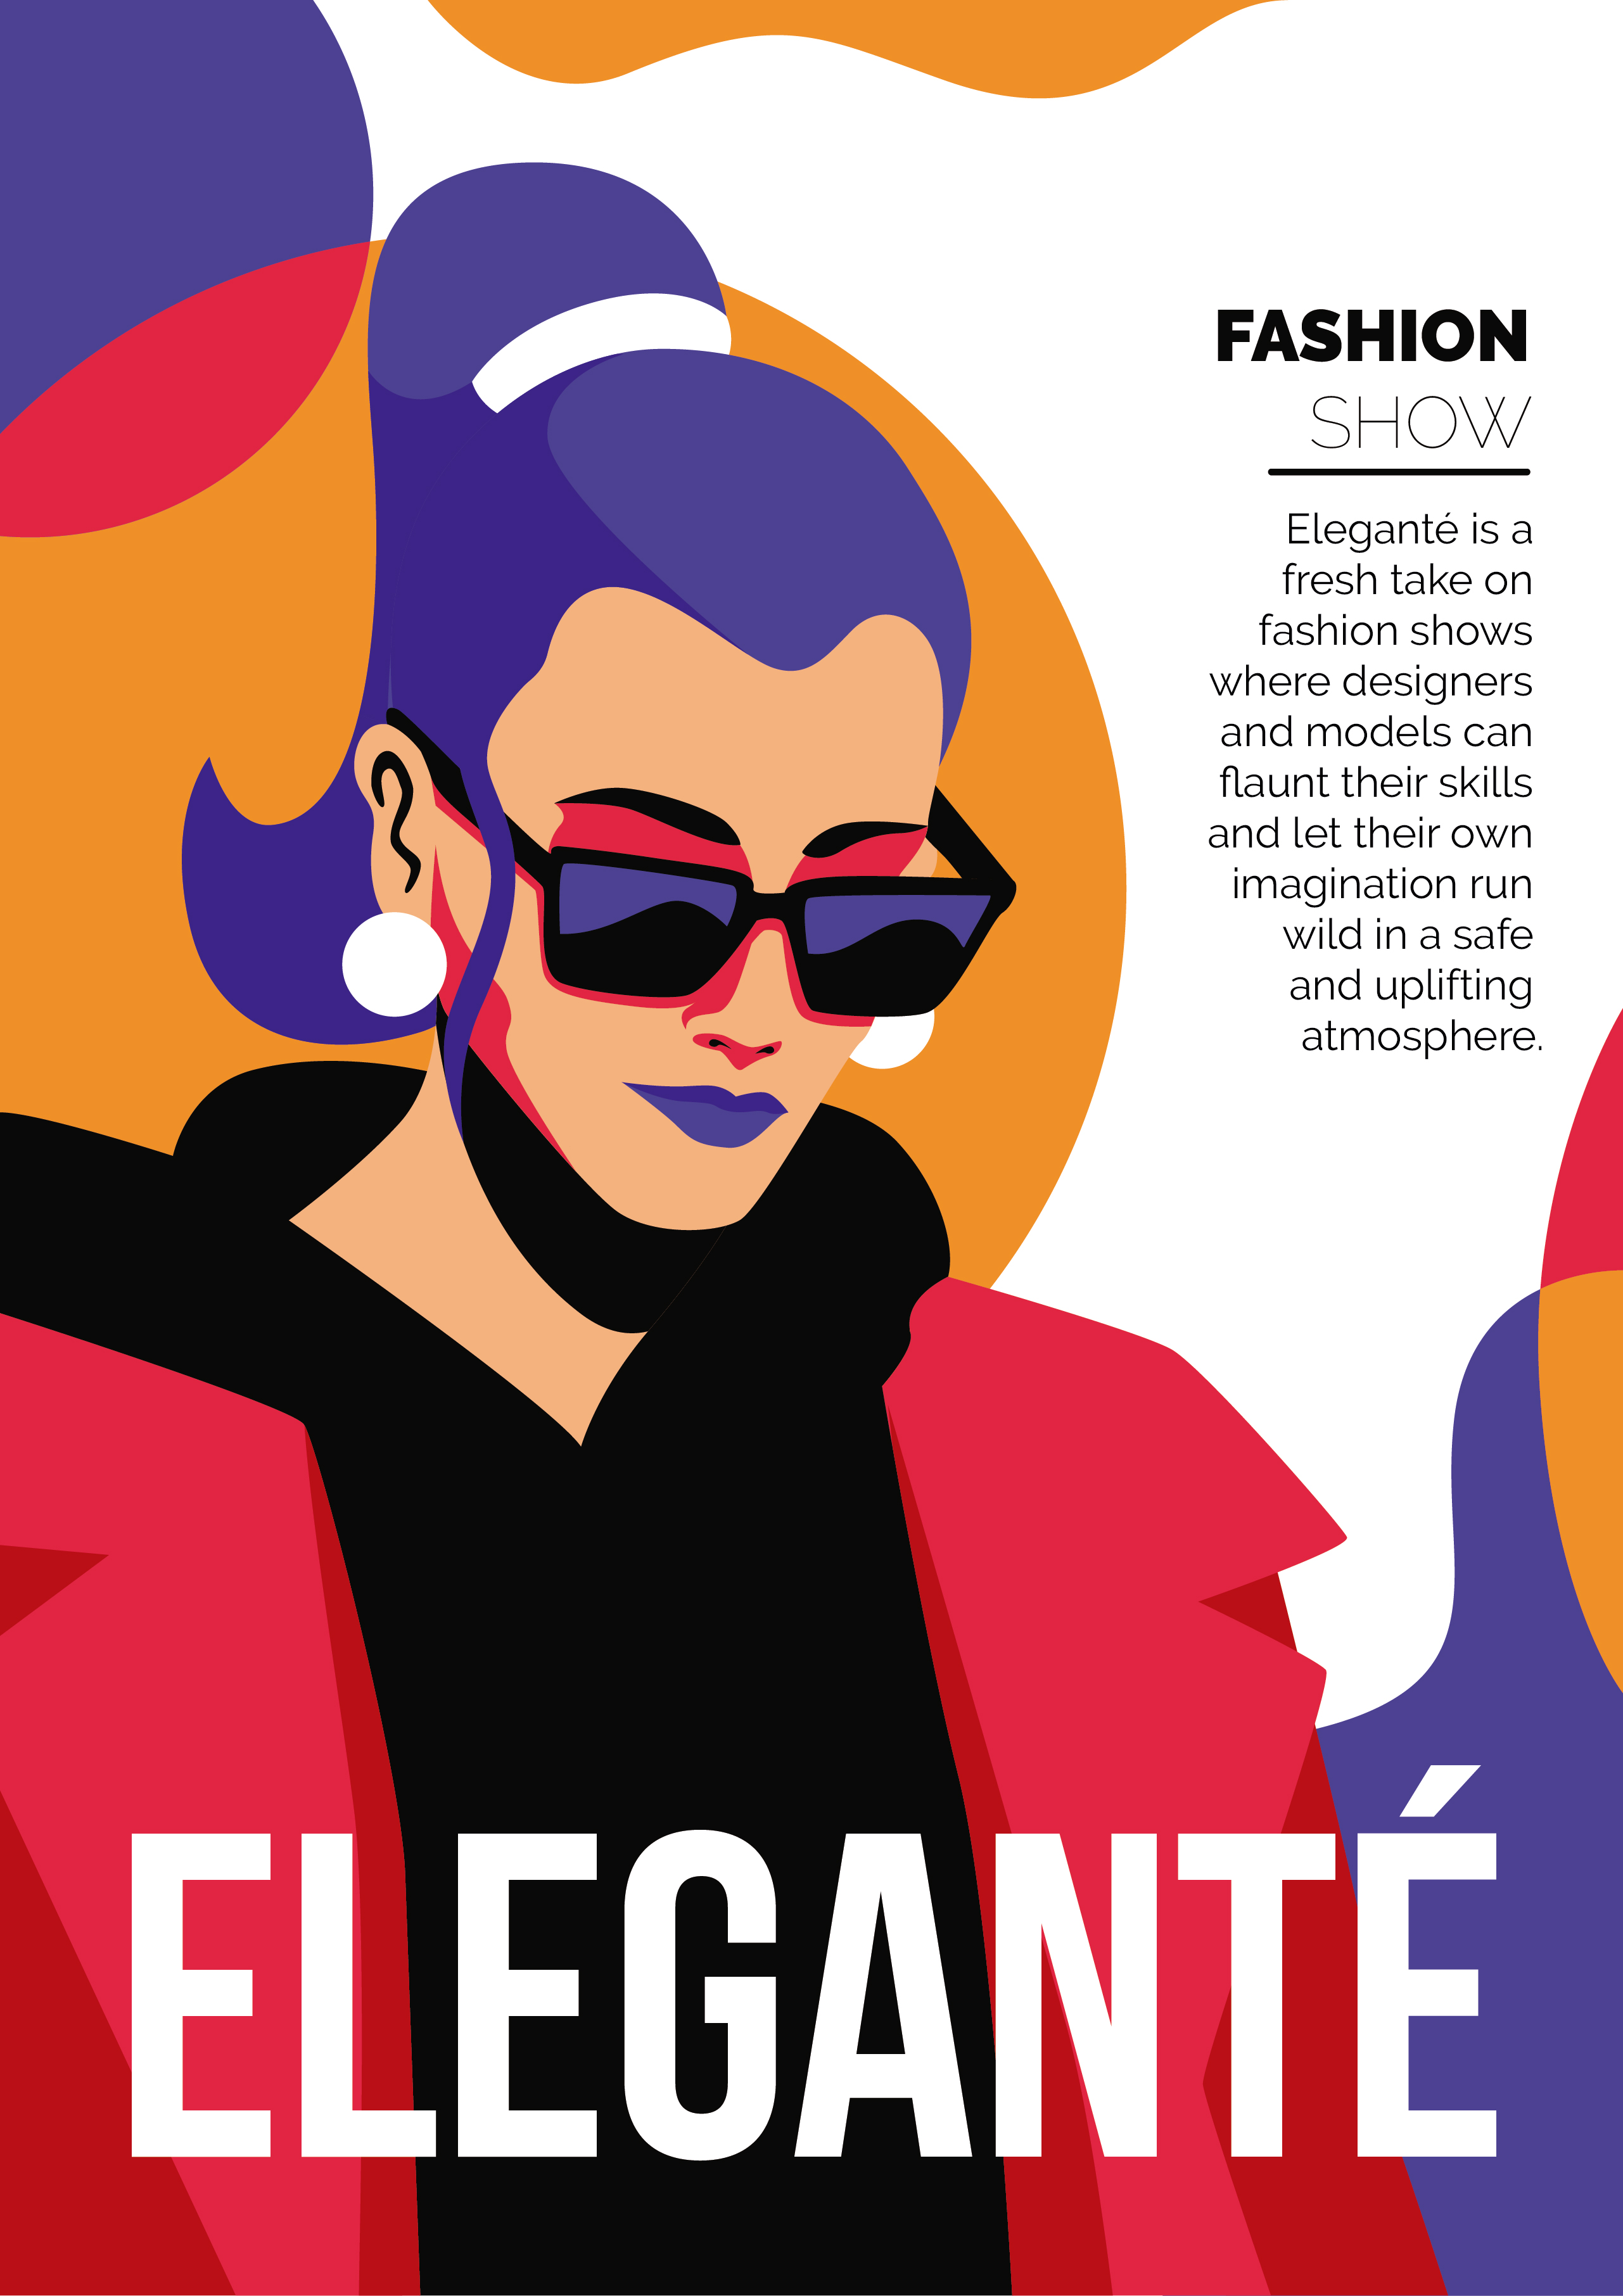 FASHION
SHOW
Eleganté is a
fresh take on
fashion shows
where designers
and models can
flaunt their skills
and let their own
imagination run
wild in a safe
and uplifting
atmosphere.
ELEGANTÉ